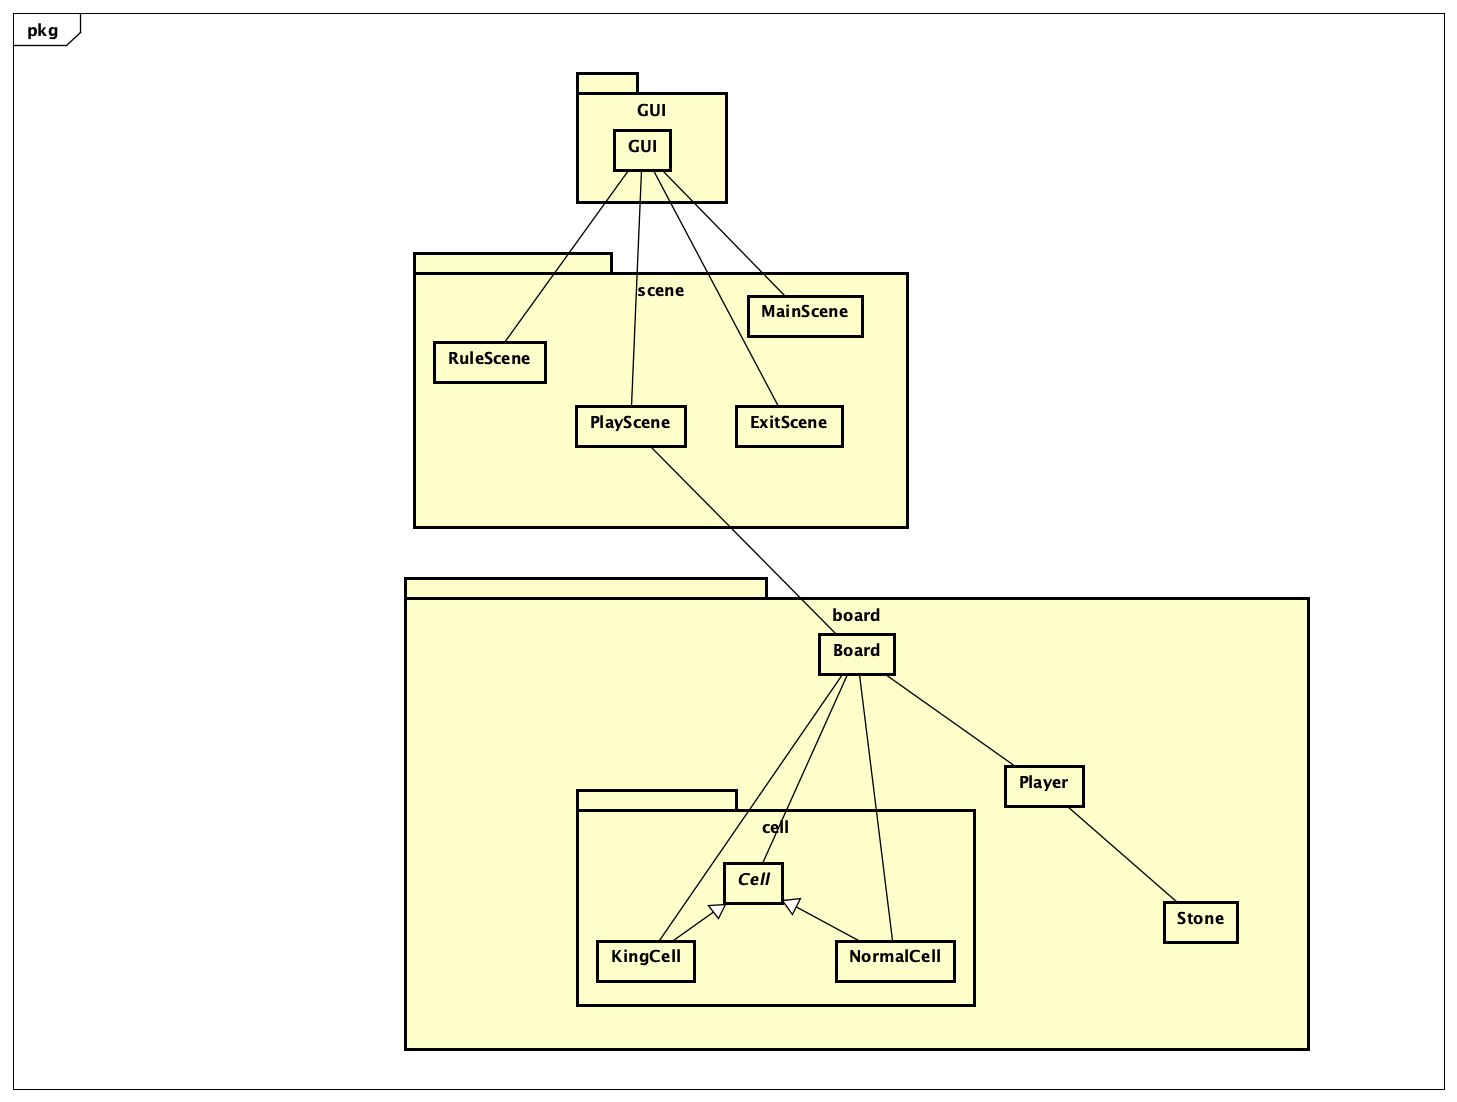 pkg
GUI
GUI
scene
MainScene
RuleScene
PlayScene
ExitScene
board
Board
Player
cell
Cell
Stone
KingCell
NormalCell